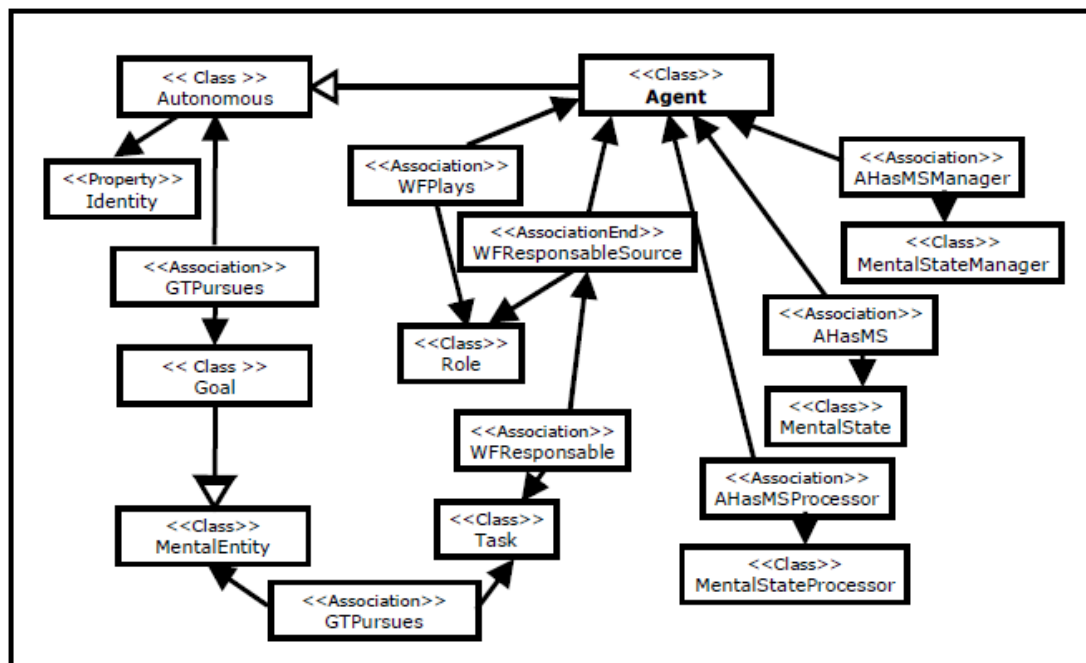 << Class >>
Autonomous
<<Class>>
Agent
<<Property>>
Identity
<<Association>>
WFPlays
<<Association>>
AHasMSManager
<<AssociationEnd>>
WFResponsableSource
<<Class>>
MentalStateManager
<<Association>>
GTPursues
<<Association>>
AHasMS
<<Class>>
Role
<< Class >>
Goal
<<Class>>
MentalState
<<Association>>
WFResponsable
<<Association>>
AHasMSProcessor
<<Class>>
MentalEntity
<<Class>>
Task
<<Class>>
MentalStateProcessor
<<Association>>
GTPursues